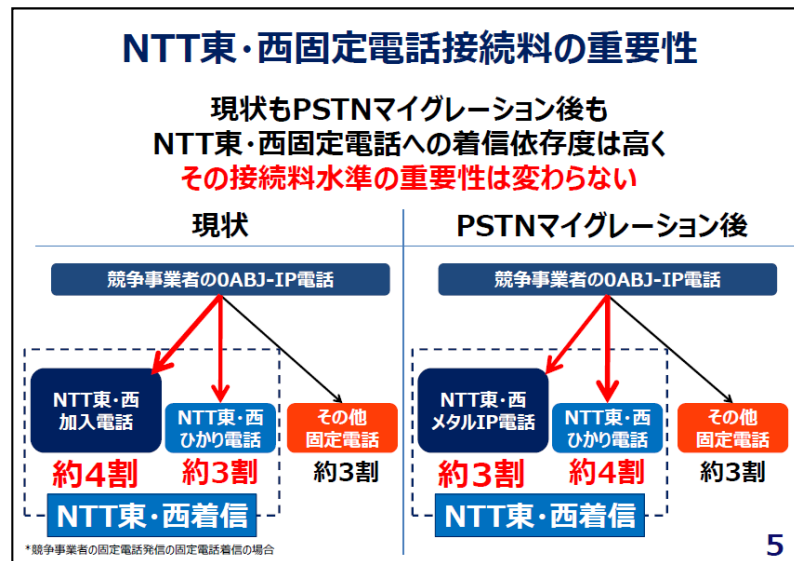 NTT東・西固定電話接続料の重要性
現状もPSTNマイグレーション後も
NTT東・西固定電話への着信依存度は高く
その接続料水準の重要性は変わらない
現状
競争事業者の0ABJ-IP電話
NTT東・西
加入電話
NTT東・西
ひかり電話
その他
固定電話
約4割
約3割
約3割
NTT東・西着信
*競争事業者の固定電話発信の固定電話着信の場合
PSTNマイグレーション後
競争事業者の0ABJ-IP電話
NTT東・西
メタルIP電話
NTT東・西
ひかり電話
その他
固定電話
約3割
約4割
約3割
NTT東・西着信
5